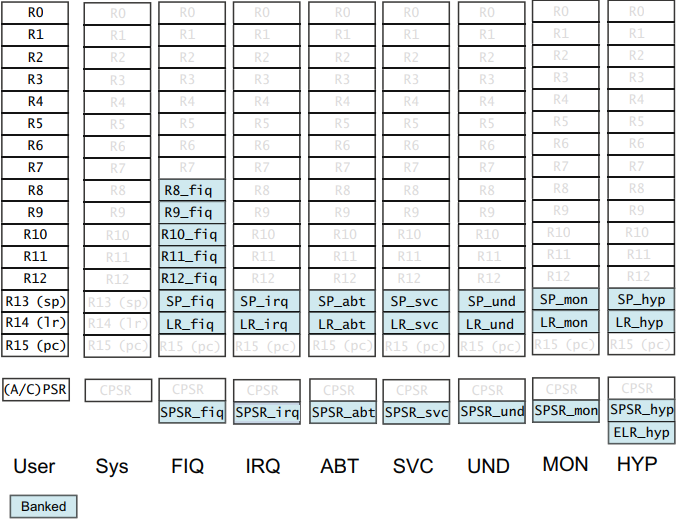 R0 R0 R0 R0 R0 R0 R0 R0 R0
R1 R1 R1 R1 R1 R1 R1 R1 R1
R2 R2 R2 R2 R2 R2 R2 R2 R2
R3 R3 R3 R3 R3 R3 R3 R3 R3
R4 R4 R4 R4 R4 R4 R4 R4 R4
R5 R5 R5 R5 R5 R5 R5 R5 R5
R6 R6 R6 R6 R6 R6 R6 R6 R6
R7 R7 R7 R7 R7 R7 R7 R7 R7
R8 R8 R8_fiq R8 R8 R8 R8 R8 R8
R9 R9 R9_fiq R9 R9 R9 R9 R9 R9
R10 R10 R10_fiq R10 R10 R10 R10 R10 R10
R11 R11 R11_fiq R11 R11 R11 R11 R11 R11
R12 R12 R12_fiq R12 R12 R12 R12 R12 R12
R13 (sp) R13 (sp) SP_fiq SP_irq SP_abt SP_svc SP_und SP_mon SP_hyp
R14 (lr) R14 (lr) LR_fiq LR_irq LR_abt LR_svc LR_und LR_mon LR_hyp
R15 (pc) R15 (pc) R15 (pc) R15 (pc) R15 (pc) R15 (pc) R15 (pc) R15 (pc) R15 (pc)
(A/C)PSR CPSR CPSR CPSR CPSR CPSR CPSR CPSR CPSR
SPSR_fiq SPSR_irq SPSR_abt SPSR_svc SPSR_und SPSR_mon SPSR_hyp
ELR_hyp
User Sys FIQ IRQ ABT SVC UND MON HYP
Banked